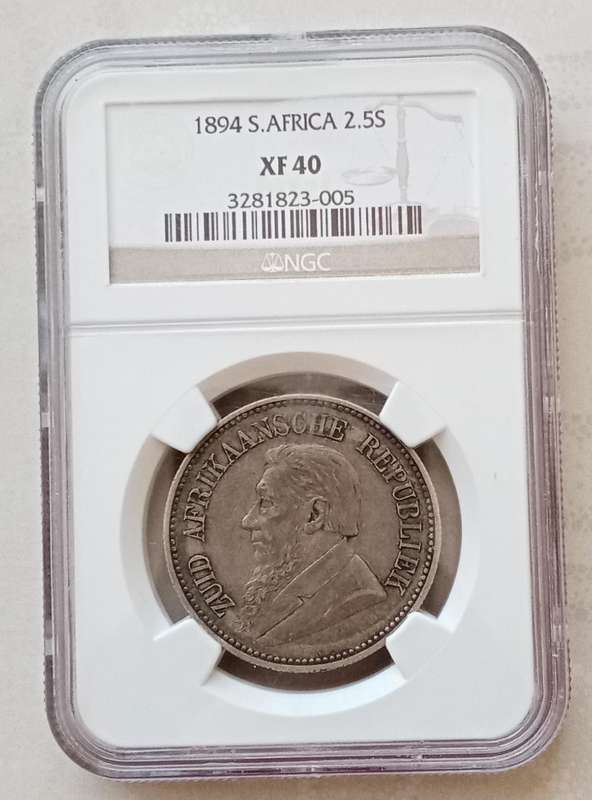 1894 S.AFRICA 2.5S
XF 40
3281823-005
NGC
ZUID AFRIKAANSCHE REPUBLIEK